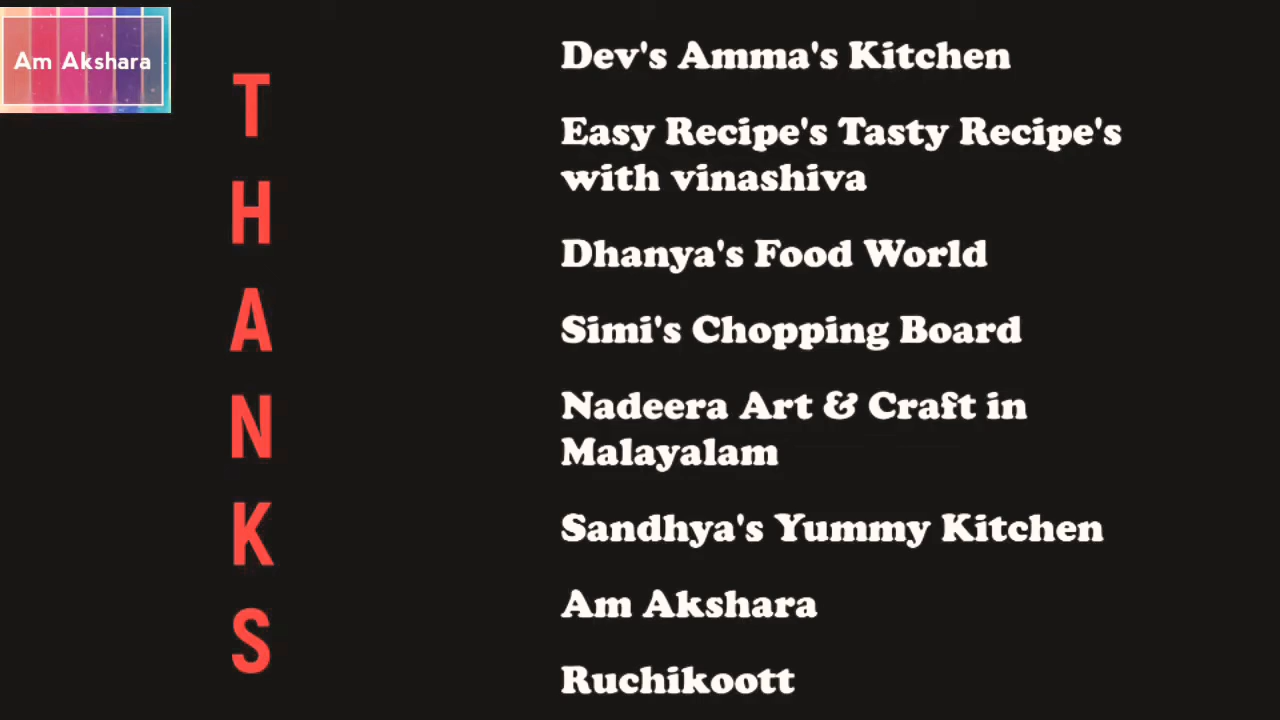 Am Akshara
THANKS
Dev's Amma's Kitchen
Easy Recipe's Tasty Recipe's
with vinashiva
Dhanya's Food World
Simi's Chopping Board
Nadeera Art & Craft in
Malayalam
Sandhya's Yummy Kitchen
Am Akshara
Ruchikoott